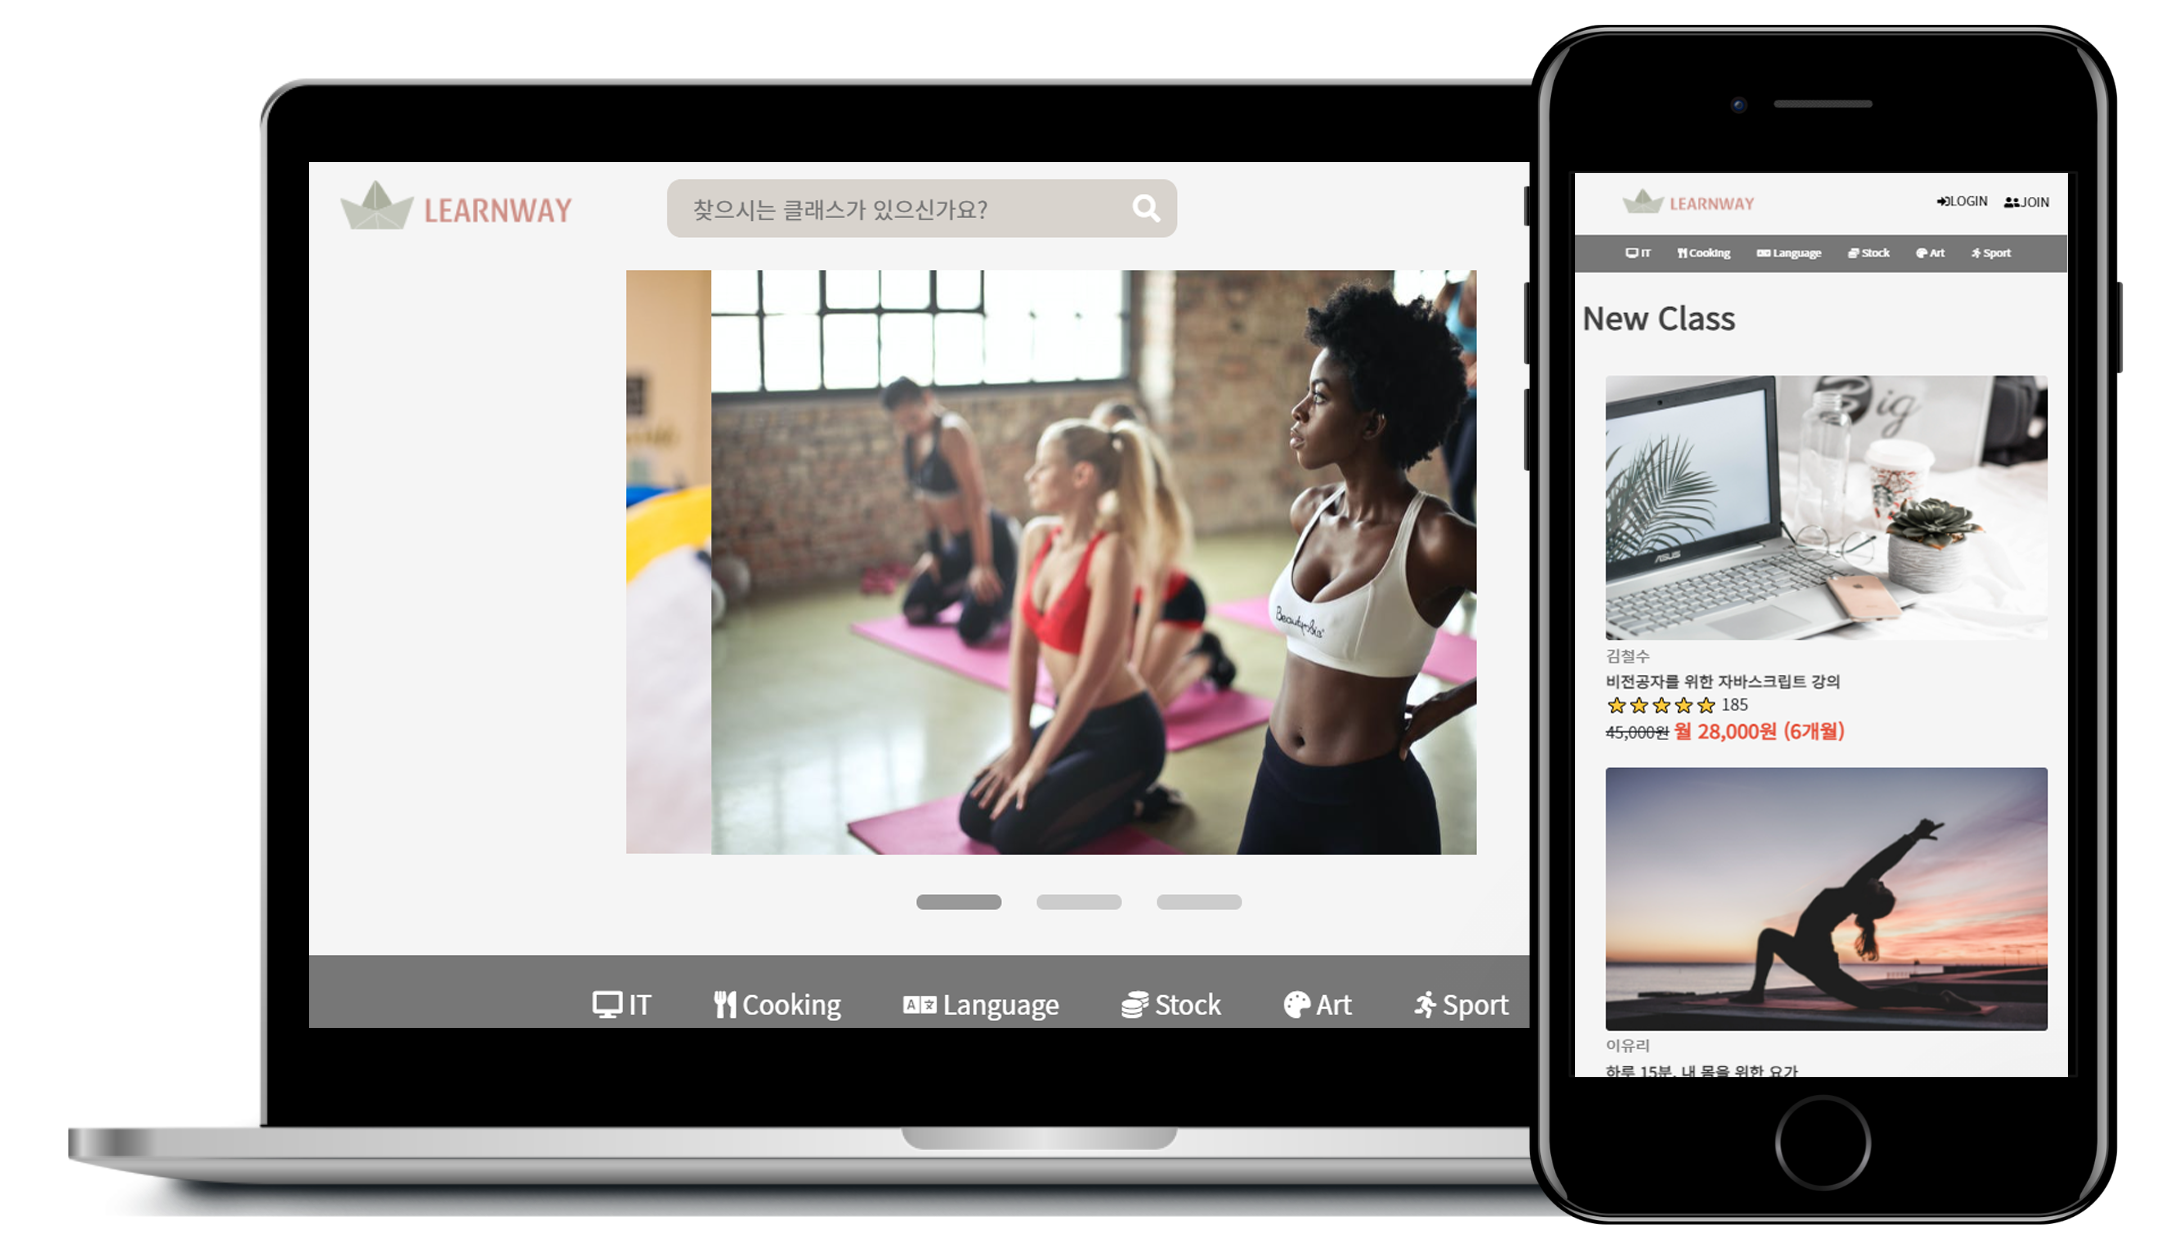 LEARNWAY
찾으시는 클래스가 있으신가요?
Beautyobio
IT Cooking Language Stock Art Sport
LEARNWAY
LOGIN JOIN
IT Cooking Language Stock Art Sport
New Class
Big
ASUS
김철수
비전공자를 위한 자바스크립트 강의
185
45,000원 월 28,000원 (6개월)
이유리
하루 15분, 내 몸을 위한 요가